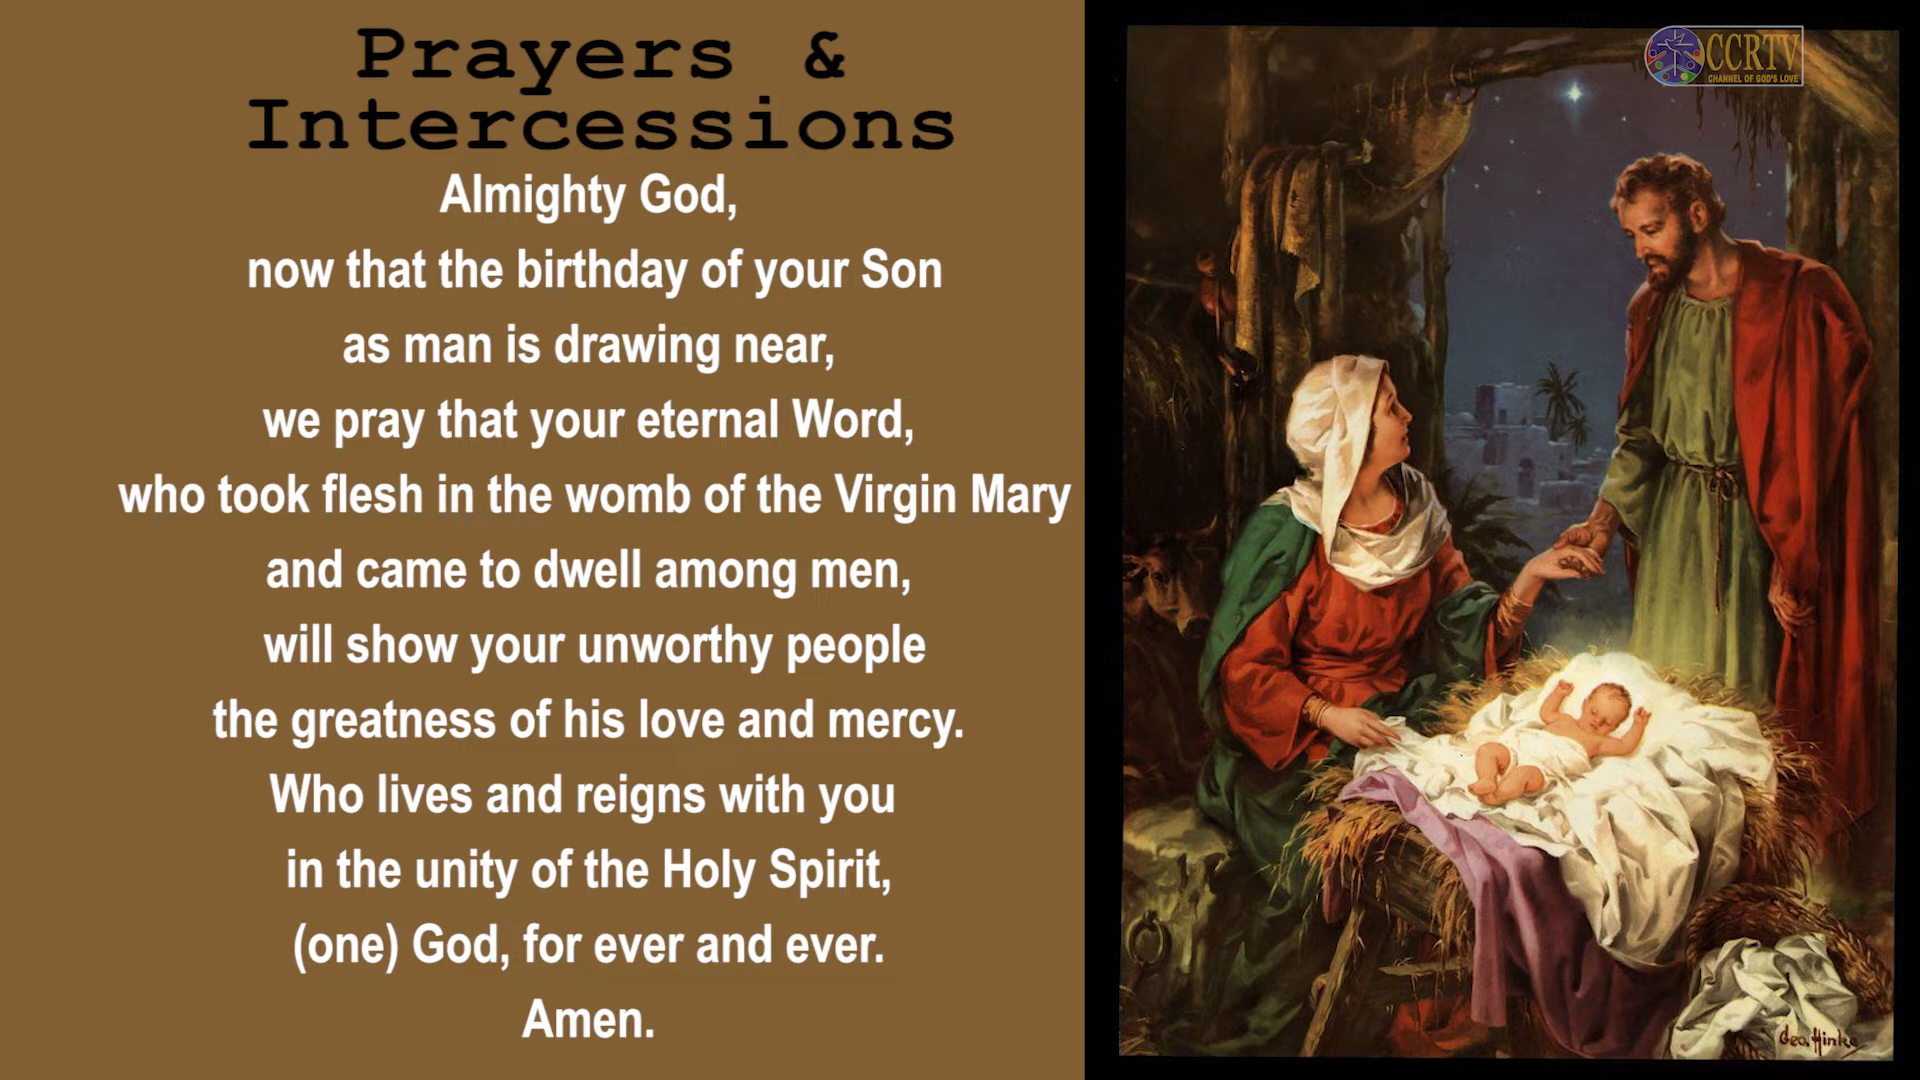 Prayers &
Intercessions
Almighty God,
now that the birthday of your Son
as man is drawing near,
we pray that your eternal Word,
who took flesh in the womb of the Virgin Mary
and came to dwell among men,
will show your unworthy people
the greatness of his love and mercy.
Who lives and reigns with you
in the unity of the Holy Spirit,
(one) God, for ever and ever.
Amen.
CCRTV
CHANNEL OF GOD'S LOVE
Geo. Hinke